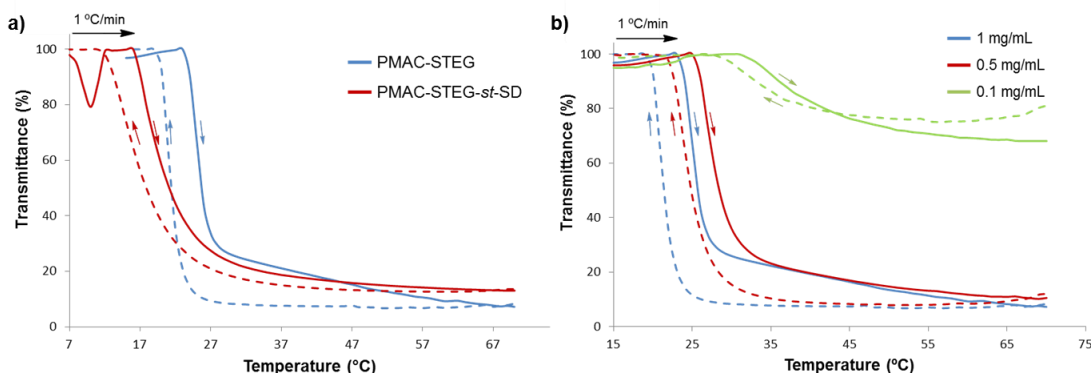 a)
1 ºC/min
Transmittance (%)
100
80
60
40
20
0
7
17
27
37
47
57
67
Temperature (ºC)
PMAC-STEG
PMAC-STEG-st-SD
b)
1 ºC/min
Transmittance (%)
100
80
60
40
20
0
15
25
35
45
55
65
75
Temperature (ºC)
1 mg/mL
0.5 mg/mL
0.1 mg/mL